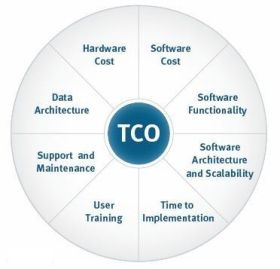 Hardware
Cost
Software
Cost
Data
Architecture
Software
Functionality
TCO
Support and
Maintenance
Software
Architecture
and Scalability
User
Training
Time to
Implementation